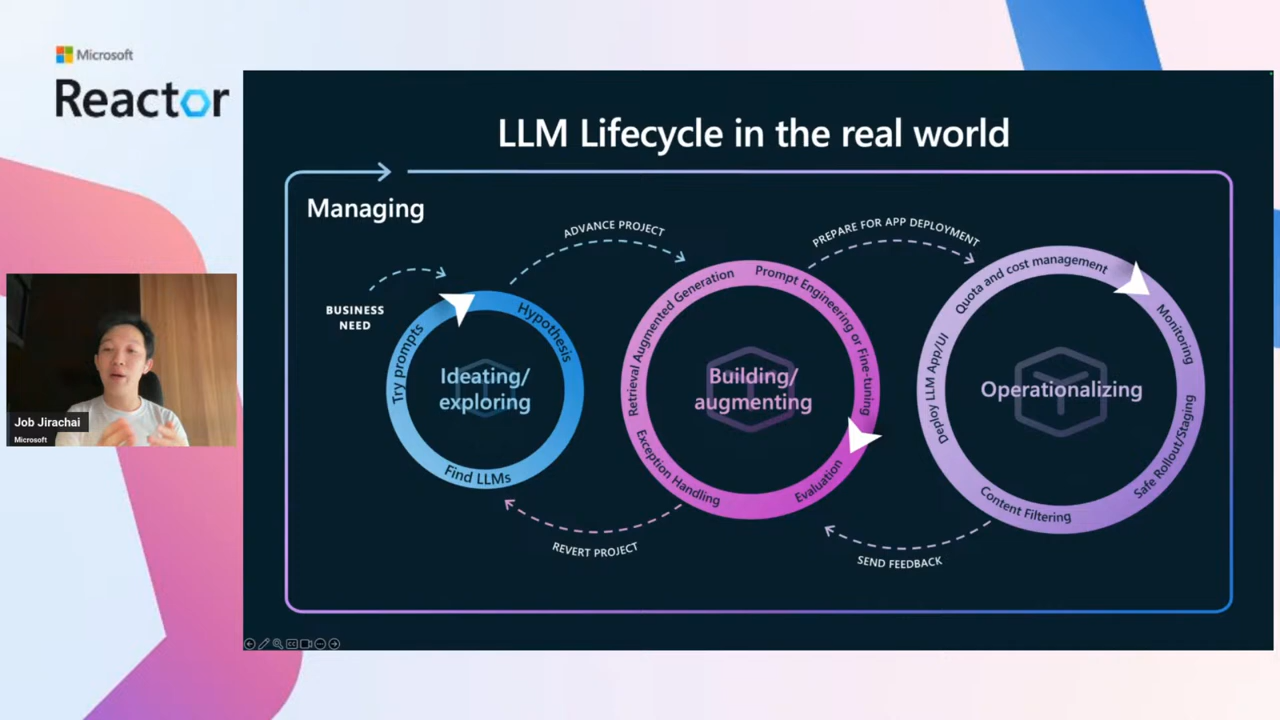 Microsoft
Reactor
LLM Lifecycle in the real world
Managing
BUSINESS
NEED
ADVANCE PROJECT
PREPARE FOR APP DEPLOYMENT
Try prompts
Hypothesis
Find LLMs
Ideating/
exploring
REVERT PROJECT
Retrieval Augmented Generation
Prompt Engineering or Fine-tuning
Evaluation
Exception Handling
Building/
augmenting
SEND FEEDBACK
Quota and cost management
Monitoring
Safe Rollout/Staging
Content Filtering
Deploy LLM App/UI
Operationalizing
Job Jirachai
Microsoft